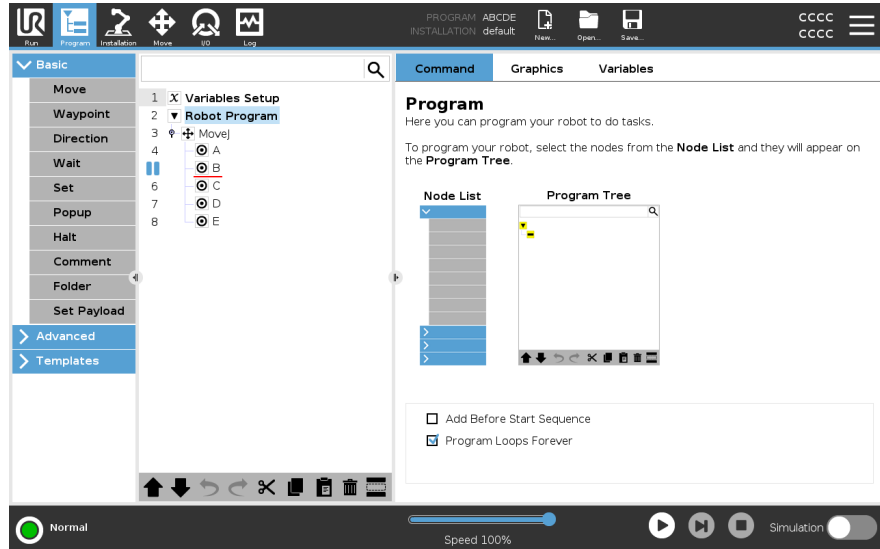 UR
PROGRAM ABCDE
INSTALLATION default
CCCC
CCCC
Run
Program
Installation
Move
I/O
Log
New...
Open...
Save...
Basic
Move
Waypoint
Direction
Wait
Set
Popup
Halt
Comment
Folder
Set Payload
Advanced
Templates
1 X Variables Setup
2 Robot Program
3 MoveJ
4 A
B
6 C
7 D
8 E
Command
Graphics
Variables
Program
Here you can program your robot to do tasks.
To program your robot, select the nodes from the Node List and they will appear on
the Program Tree.
Node List
Program Tree
Add Before Start Sequence
Program Loops Forever
Normal
Speed 100%
Simulation